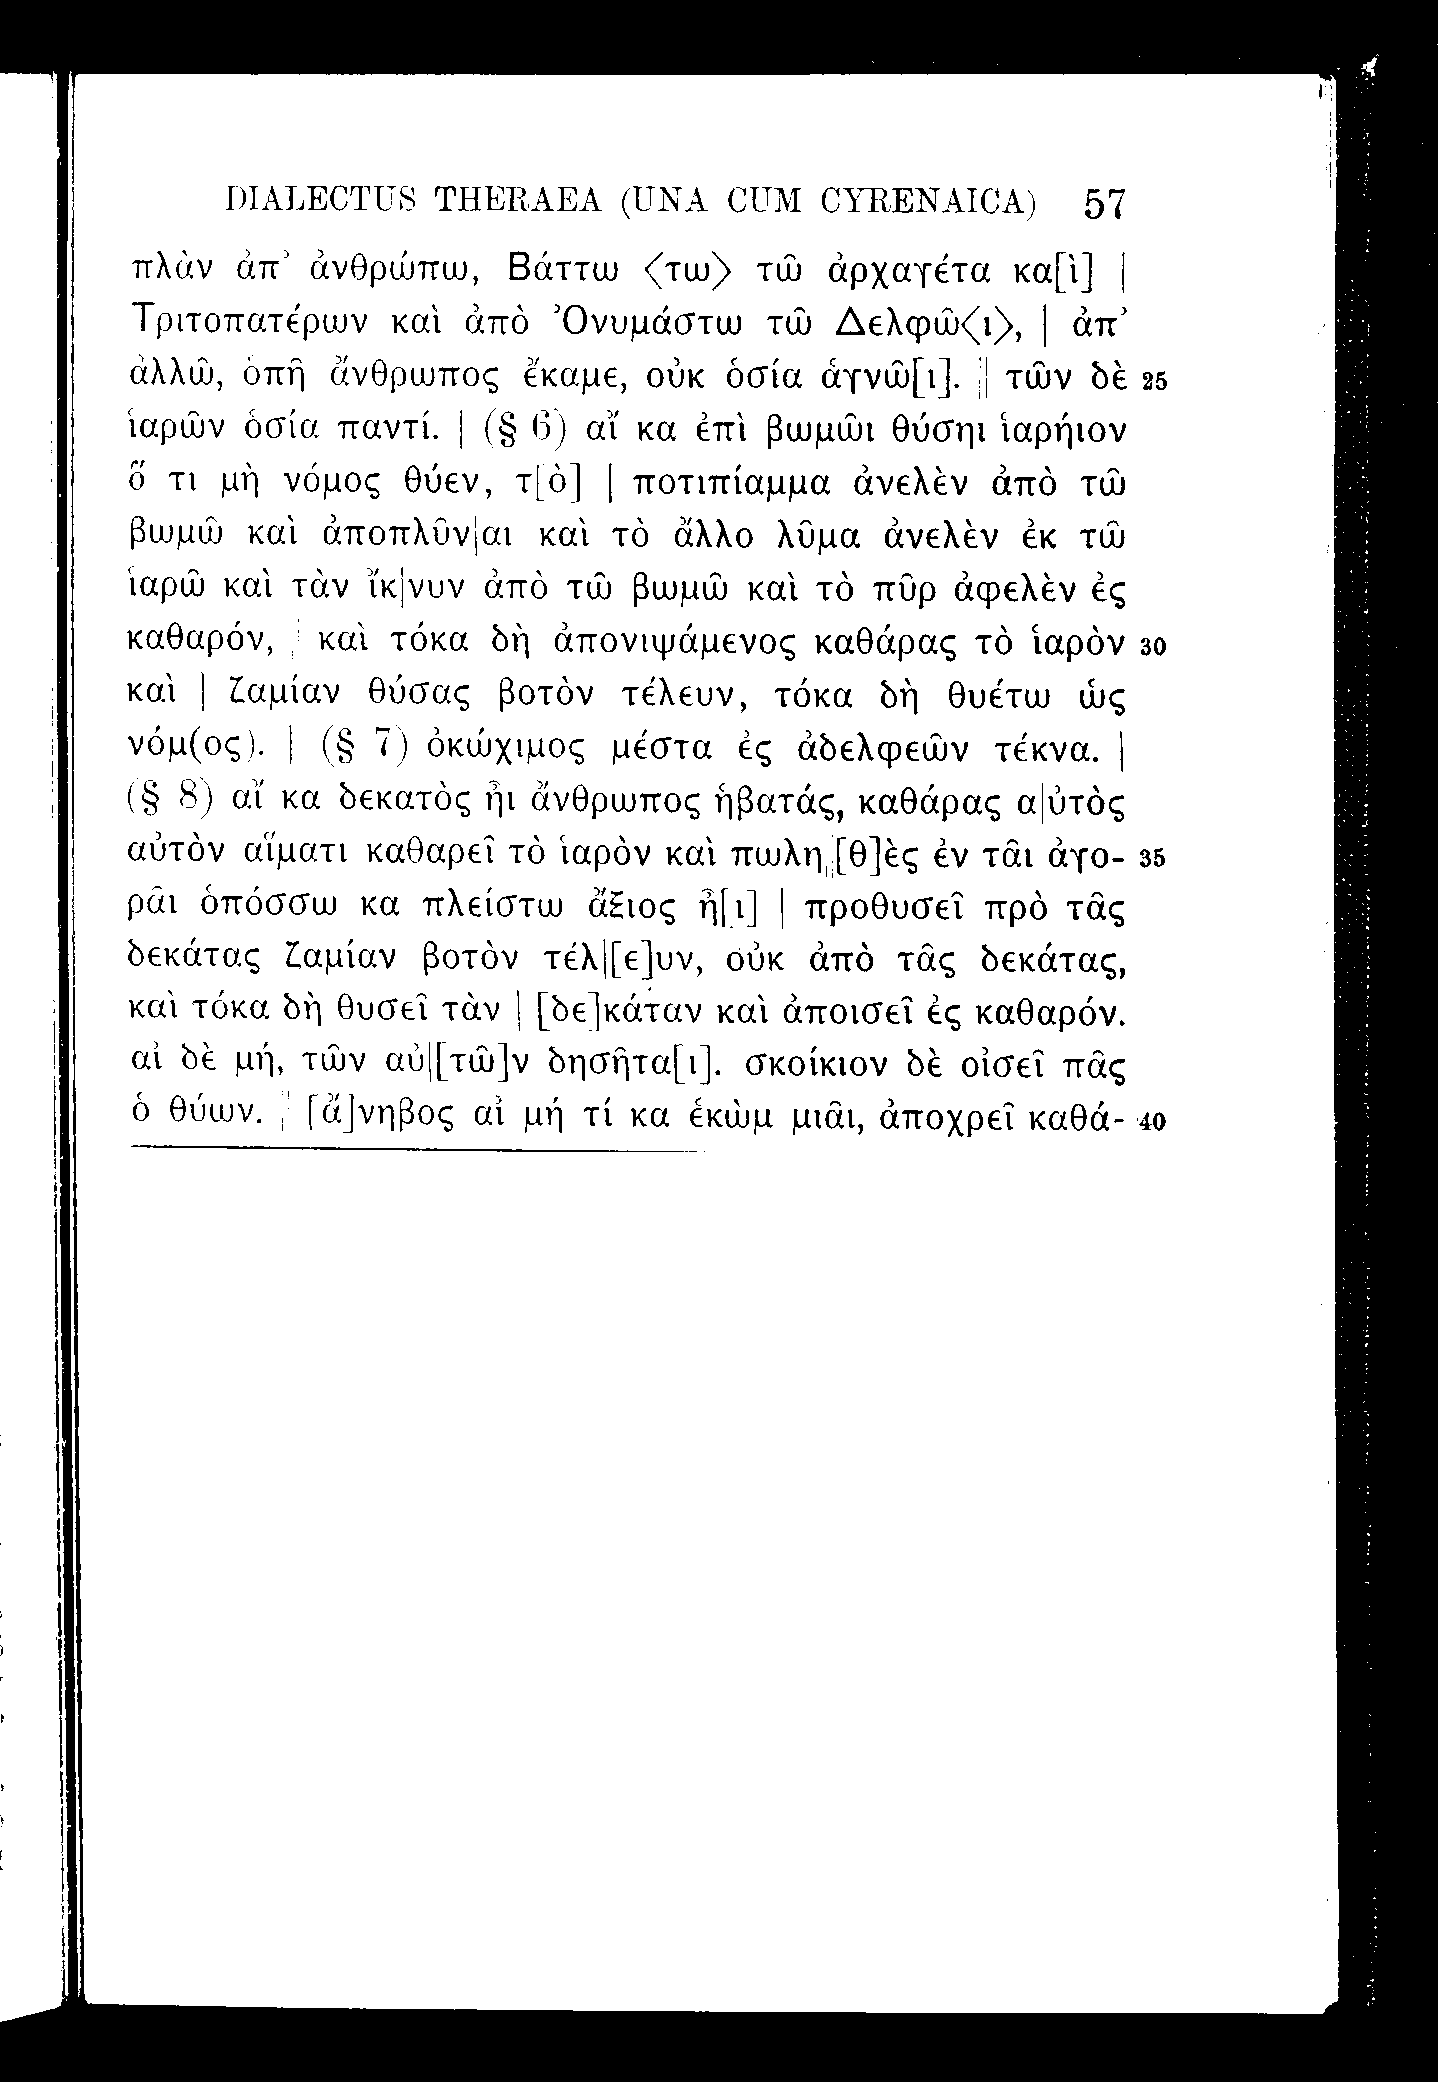 DIALECTUS THERAEA (UNA CUM CYRENAICA) 57
πλὰν ἀπ’ ἀνθρώπω, Βάττω ⟨τω⟩ τῶ ἀρχαγέτα κα[ὶ] |
Τριτοπατέρων καὶ ἀπὸ Ὀνυμάστω τῶ Δελφῶ⟨ι⟩, | ἀπ’
ἀλλῶ, ὁπῆ ἄνθρωπος ἔκαμε, οὐκ ὁσία ἁγνῶ[ι]. || τῶν δὲ 25
ἱαρῶν ὁσία παντί. | (§ 6) αἴ κα ἐπὶ βωμῶι θύσηι ἱαρήιον
ὅ τι μὴ νόμος θύεν, τ[ὸ] | ποτιπίαμμα ἀνελὲν ἀπὸ τῶ
βωμῶ καὶ ἀποπλῦν|αι καὶ τὸ ἄλλο λῦμα ἀνελὲν ἐκ τῶ
ἱαρῶ καὶ τὰν ἴκ|νυν ἀπὸ τῶ βωμῶ καὶ τὸ πῦρ ἀφελὲν ἐς
καθαρόν, || καὶ τόκα δὴ ἀπονιψάμενος καθάρας τὸ ἱαρὸν 30
καὶ | ζαμίαν θύσας βοτὸν τέλευν, τόκα δὴ θυέτω ὡς
νόμ(ος). | (§ 7) ὀκώχιμος μέστα ἐς ἀδελφεῶν τέκνα. |
(§ 8) αἴ κα δεκατὸς ἦι ἄνθρωπος ἡβατάς, καθάρας α|ὐτὸς
αὐτὸν αἵματι καθαρεῖ τὸ ἱαρὸν καὶ πωλη||[θ]ὲς ἐν τᾶι ἀγο- 35
ρᾶι ὁπόσσω κα πλείστω ἄξιος ἦ[ι] | προθυσεῖ πρὸ τᾶς
δεκάτας ζαμίαν βοτὸν τέλ|[ε]υν, οὐκ ἀπὸ τᾶς δεκάτας,
καὶ τόκα δὴ θυσεῖ τὰν | [δε]κάταν καὶ ἀποισεῖ ἐς καθαρόν.
αἰ δὲ μή, τῶν αὐ|[τῶ]ν δησῆτα[ι]. σκοίκιον δὲ οἰσεῖ πᾶς
ὁ θύων. || [ἄ]νηβος αἰ μή τί κα ἑκὼμ μιᾶι, ἀποχρεῖ καθά- 40